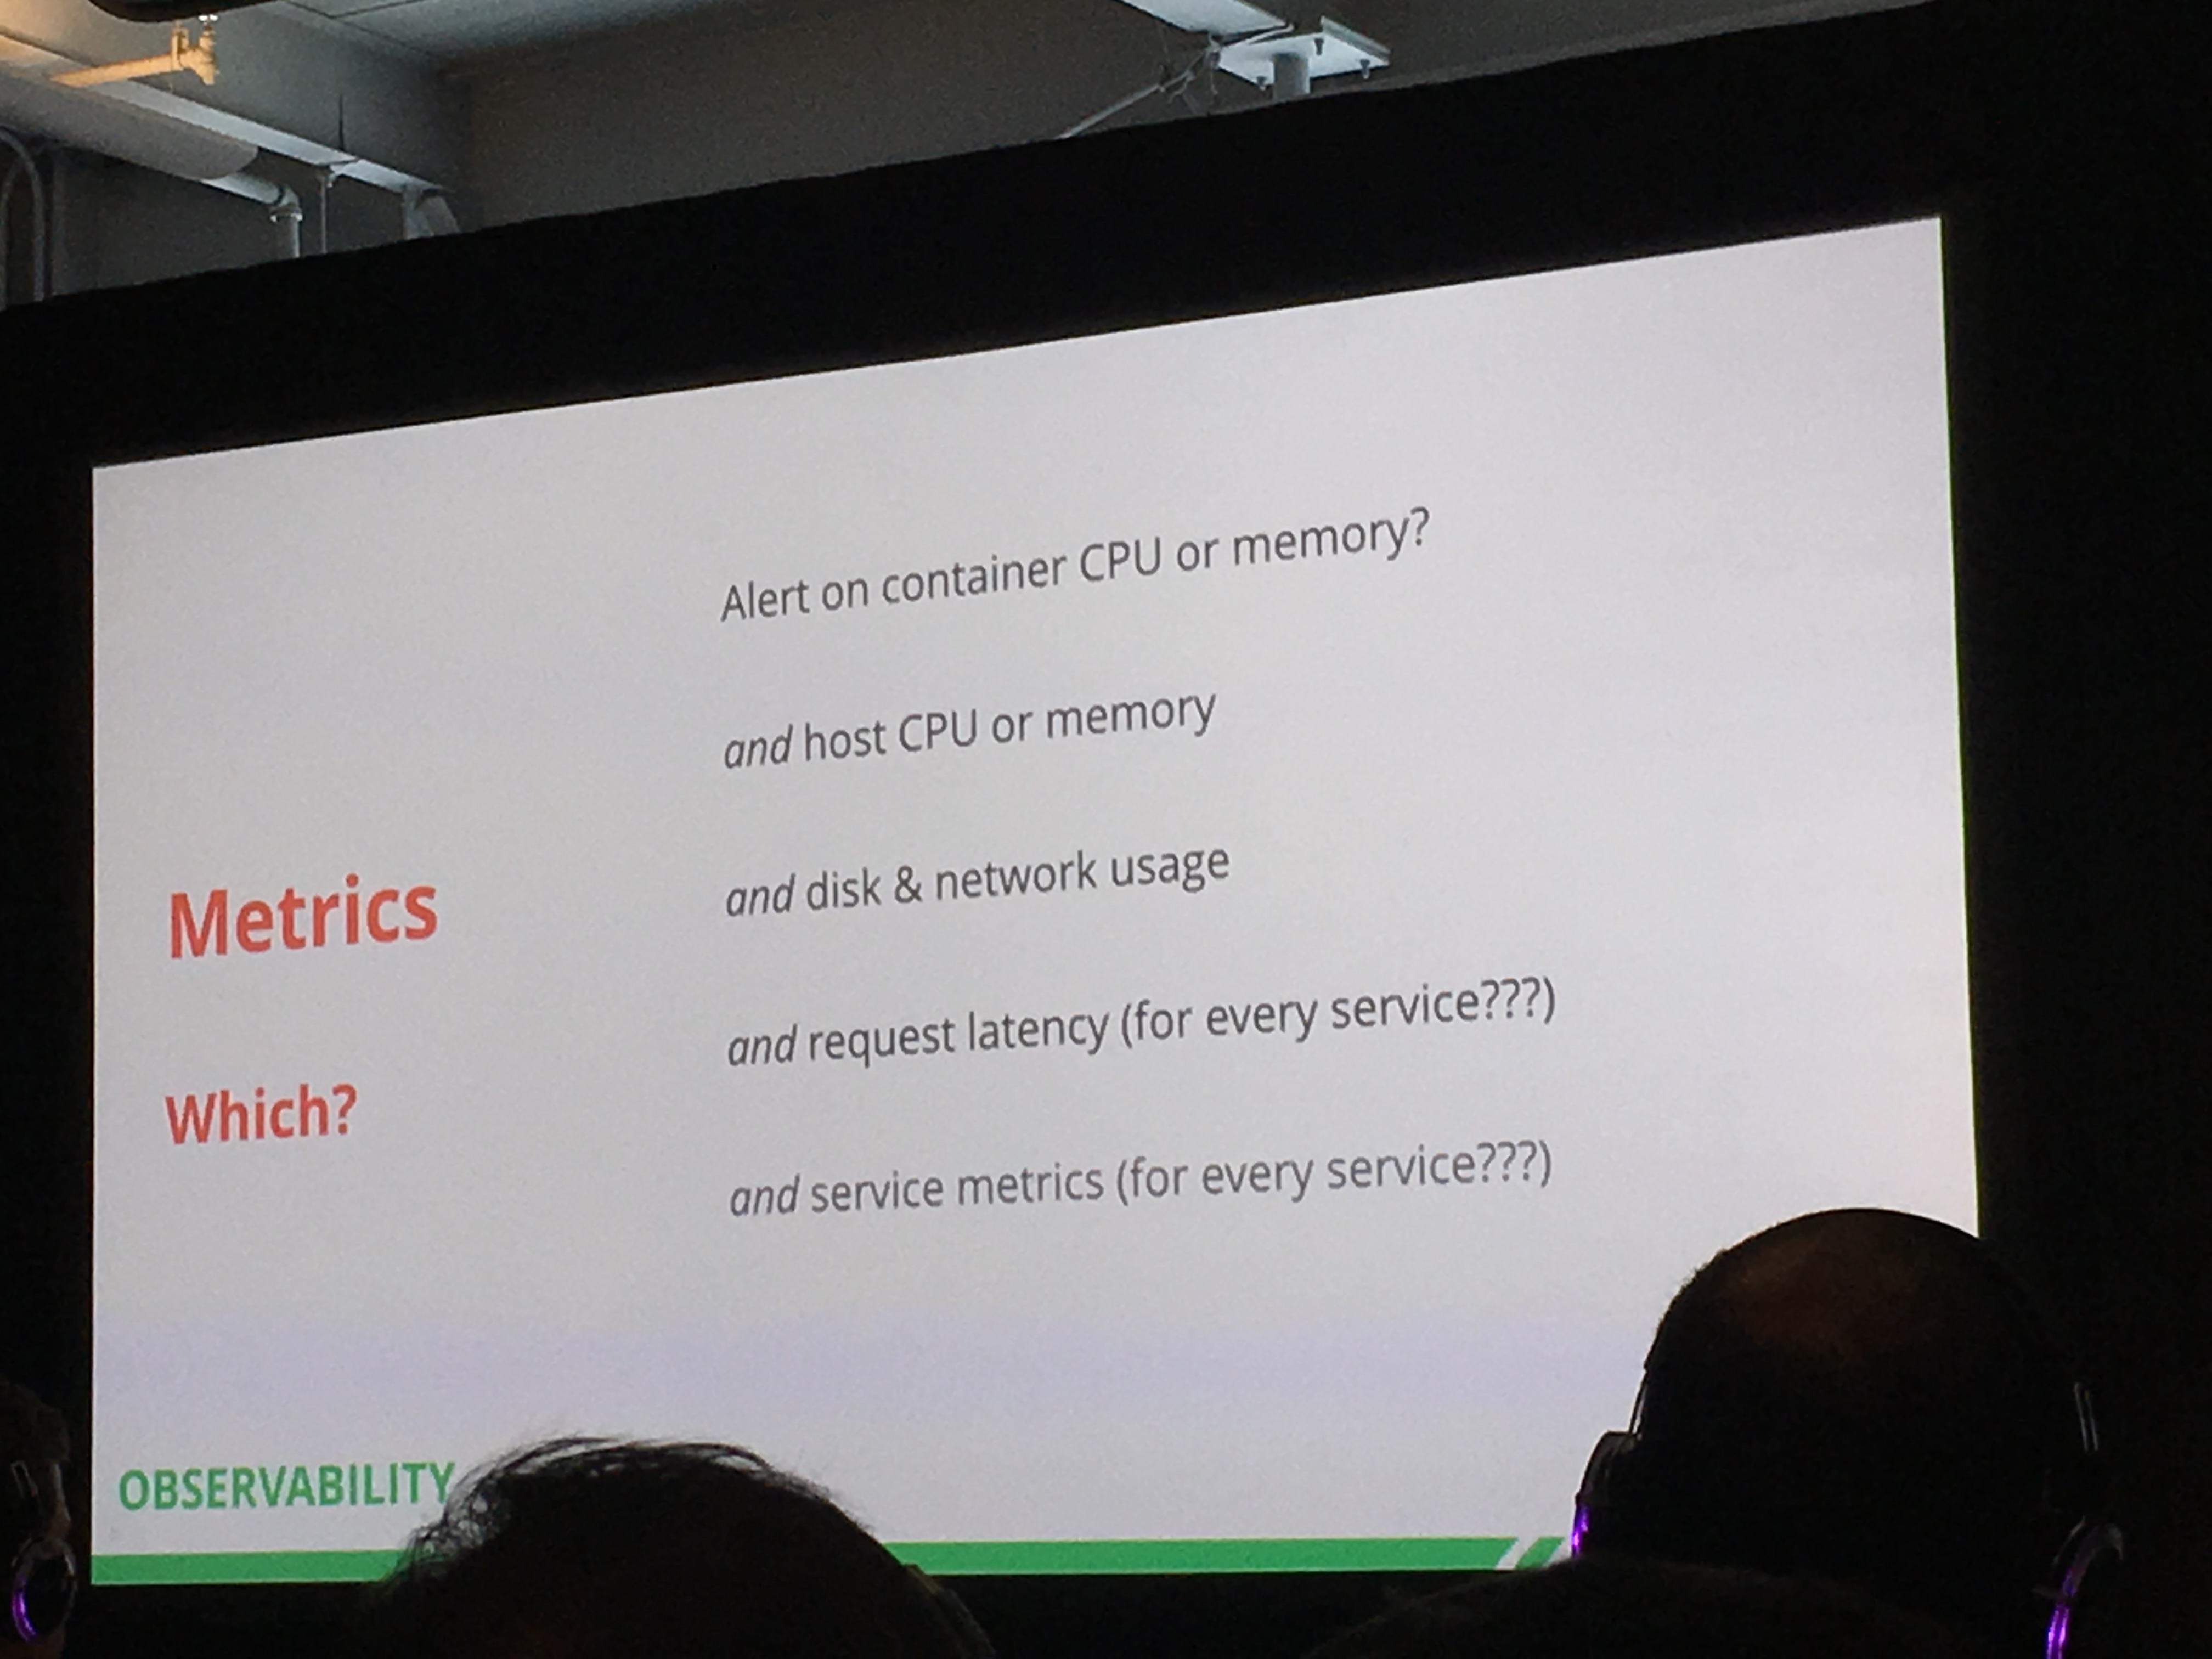 Metrics
Which?
Alert on container CPU or memory?
and host CPU or memory
and disk & network usage
and request latency (for every service???)
and service metrics (for every service???)
OBSERVABILITY